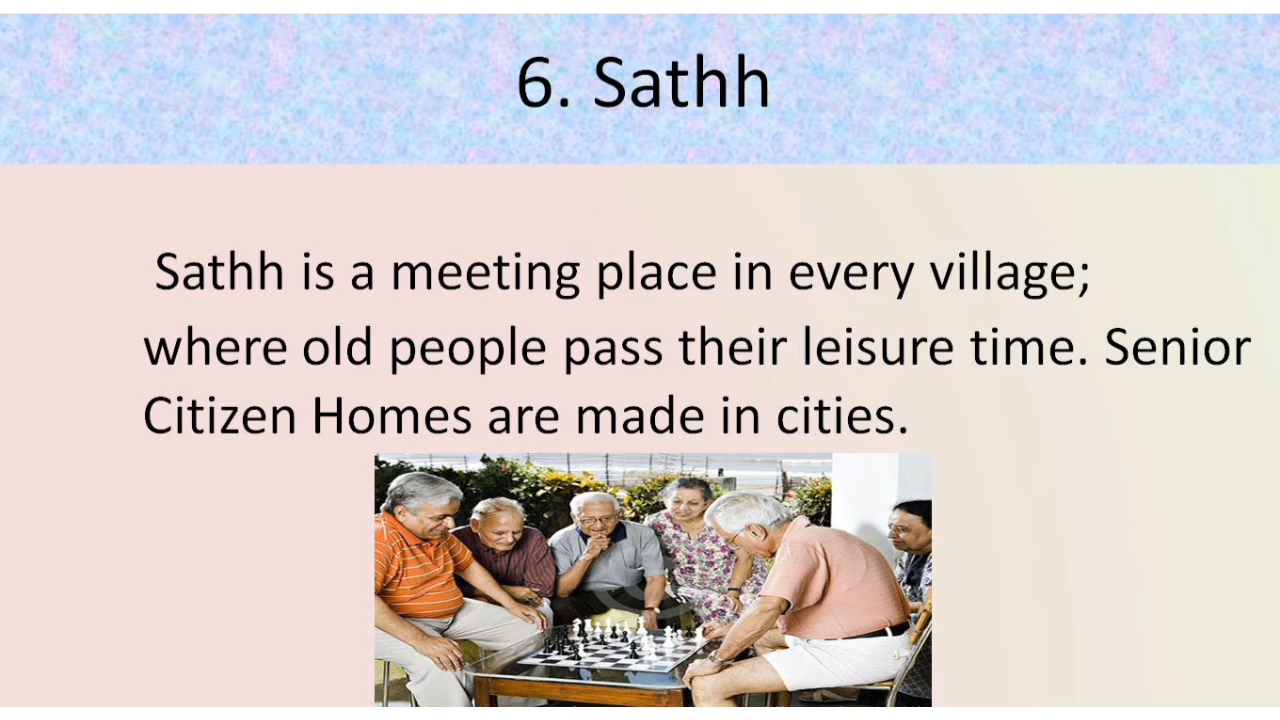 6. Sathh
Sathh is a meeting place in every village;
where old people pass their leisure time. Senior
Citizen Homes are made in cities.